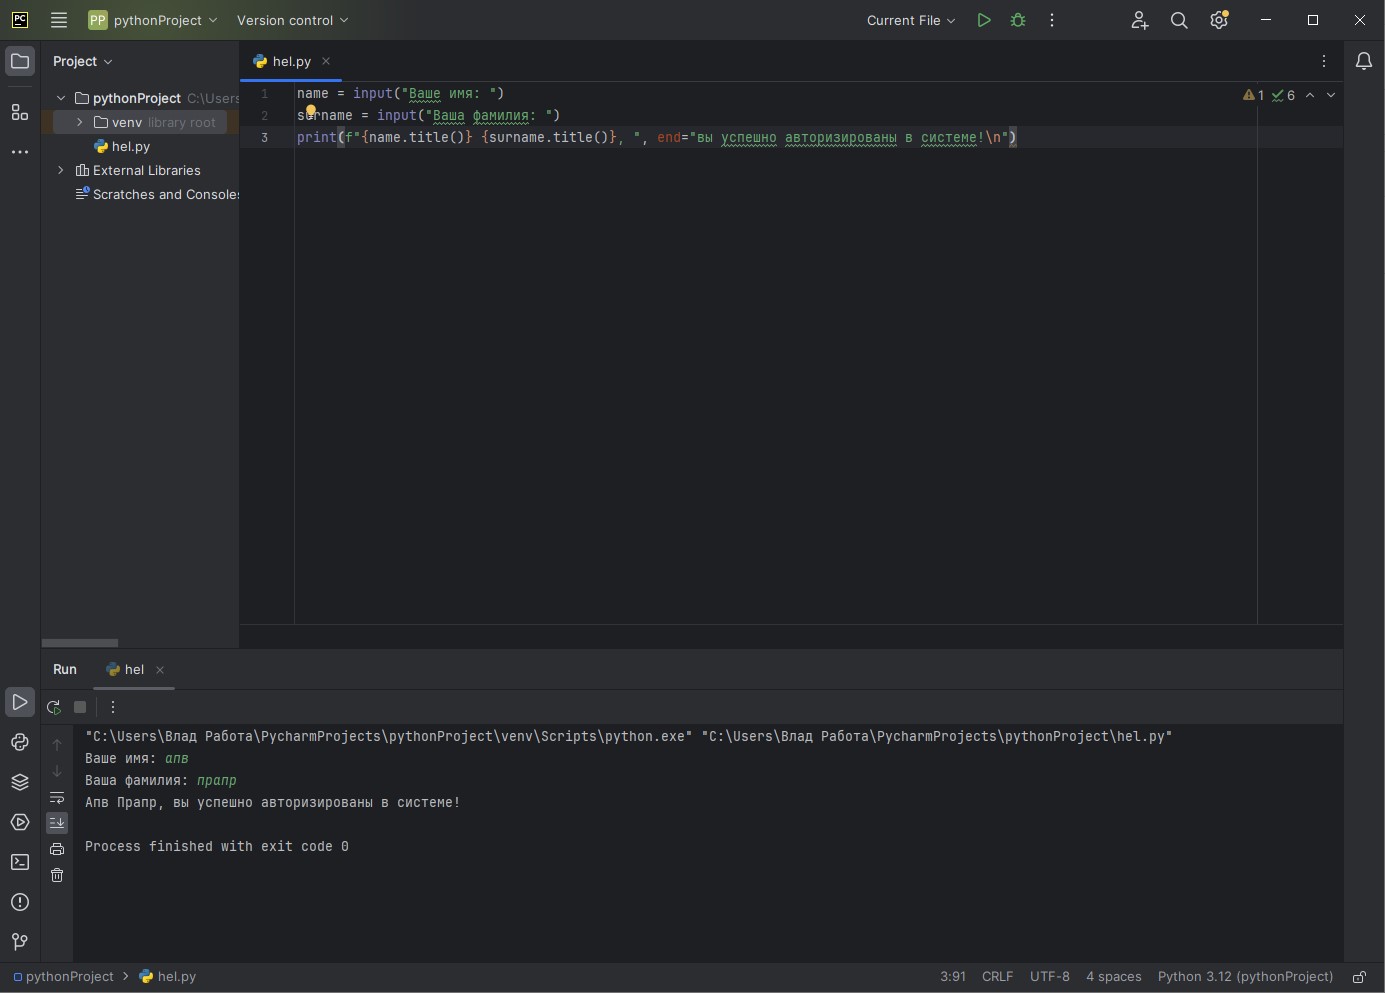 PC
PP pythonProject Version control Current File
Project
hel.py
pythonProject C:\Users
venv library root
hel.py
External Libraries
Scratches and Consoles
1 name = input("Ваше имя: ")
2 surname = input("Ваша фамилия: ")
3 print(f"{name.title()} {surname.title()}, ", end="вы успешно авторизированы в системе!\n")
1 6
Run hel
"C:\Users\Влад Работа\PycharmProjects\pythonProject\venv\Scripts\python.exe" "C:\Users\Влад Работа\PycharmProjects\pythonProject\hel.py"
Ваше имя: апв
Ваша фамилия: прапр
Апв Прапр, вы успешно авторизированы в системе!
Process finished with exit code 0
pythonProject > hel.py 3:91 CRLF UTF-8 4 spaces Python 3.12 (pythonProject)